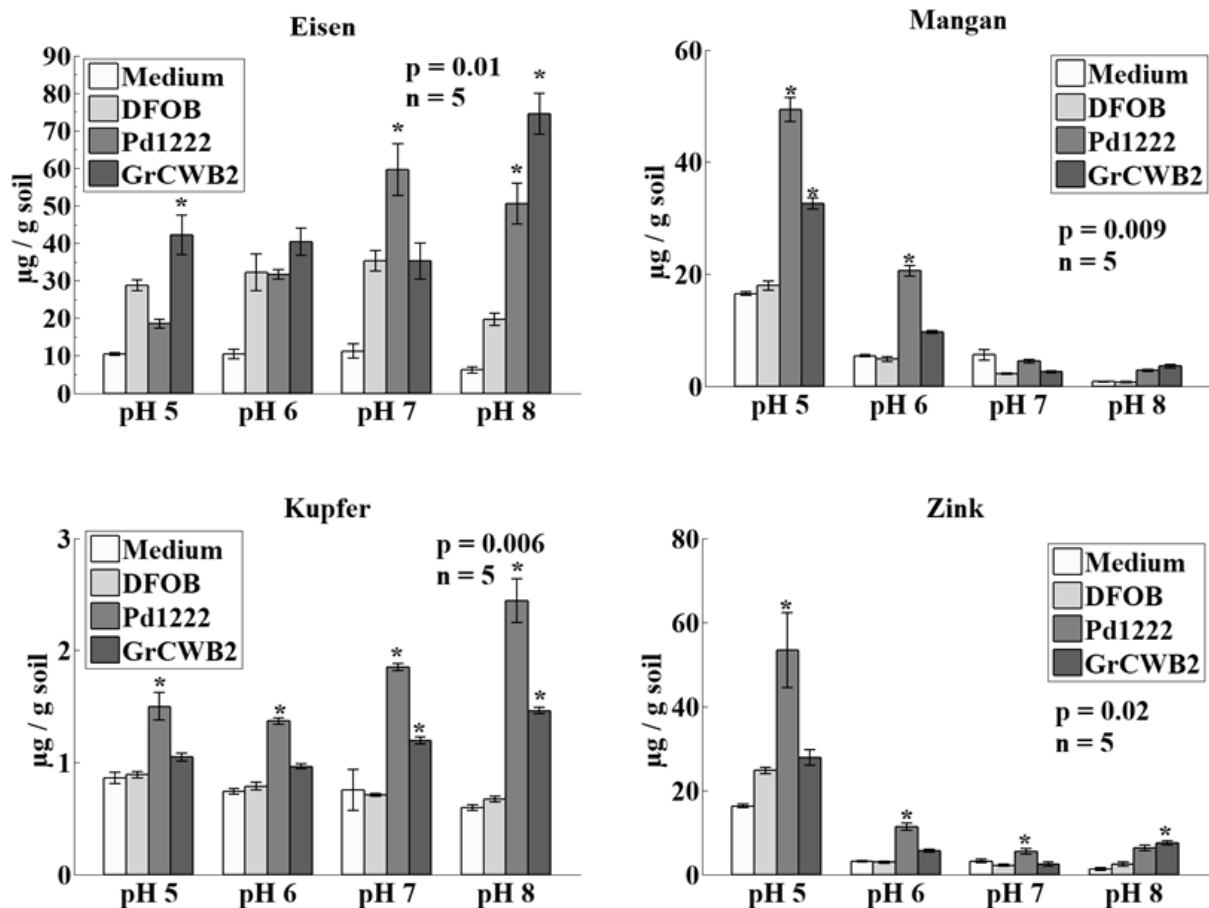 Eisen
90
80
70
60
50
40
30
20
10
0
µg / g soil
Medium
DFOB
Pd1222
GrCWB2
p = 0.01
n = 5
*
*
*
*
pH 5
pH 6
pH 7
pH 8
Mangan
60
40
20
0
µg / g soil
Medium
DFOB
Pd1222
GrCWB2
p = 0.009
n = 5
*
*
*
pH 5
pH 6
pH 7
pH 8
Kupfer
3
2
1
0
µg / g soil
Medium
DFOB
Pd1222
GrCWB2
p = 0.006
n = 5
*
*
*
*
*
*
pH 5
pH 6
pH 7
pH 8
Zink
80
60
40
20
0
µg / g soil
Medium
DFOB
Pd1222
GrCWB2
p = 0.02
n = 5
*
*
*
*
pH 5
pH 6
pH 7
pH 8